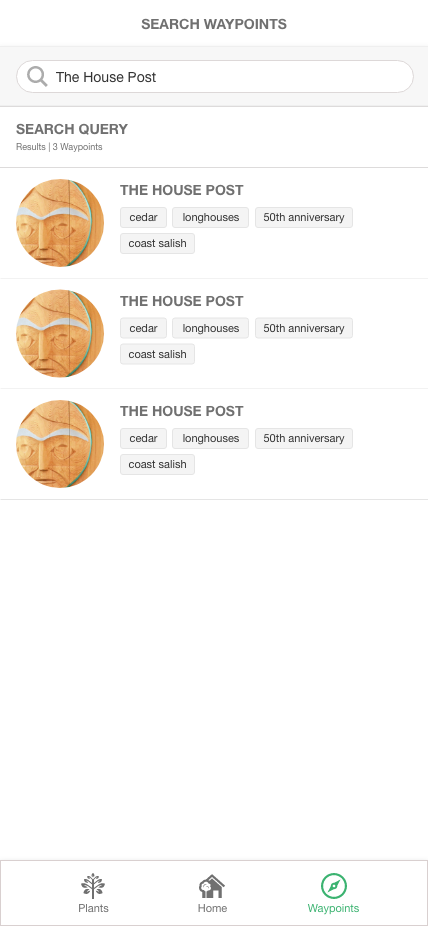 SEARCH WAYPOINTS
The House Post
SEARCH QUERY
Results | 3 Waypoints
THE HOUSE POST
cedar longhouses 50th anniversary
coast salish
THE HOUSE POST
cedar longhouses 50th anniversary
coast salish
THE HOUSE POST
cedar longhouses 50th anniversary
coast salish
Plants Home Waypoints